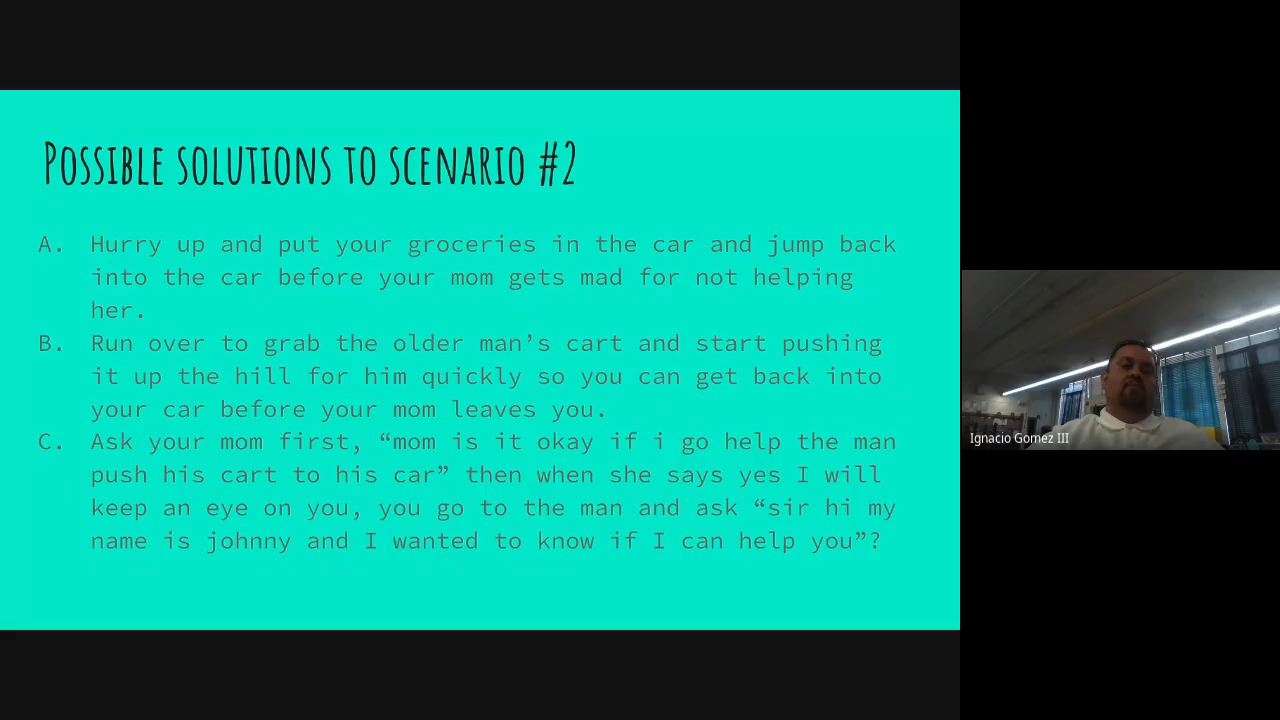 Possible solutions to scenario #2
A. Hurry up and put your groceries in the car and jump back
into the car before your mom gets mad for not helping
her.
B. Run over to grab the older man’s cart and start pushing
it up the hill for him quickly so you can get back into
your car before your mom leaves you.
C. Ask your mom first, “mom is it okay if i go help the man
push his cart to his car” then when she says yes I will
keep an eye on you, you go to the man and ask “sir hi my
name is johnny and I wanted to know if I can help you”?
Ignacio Gomez III